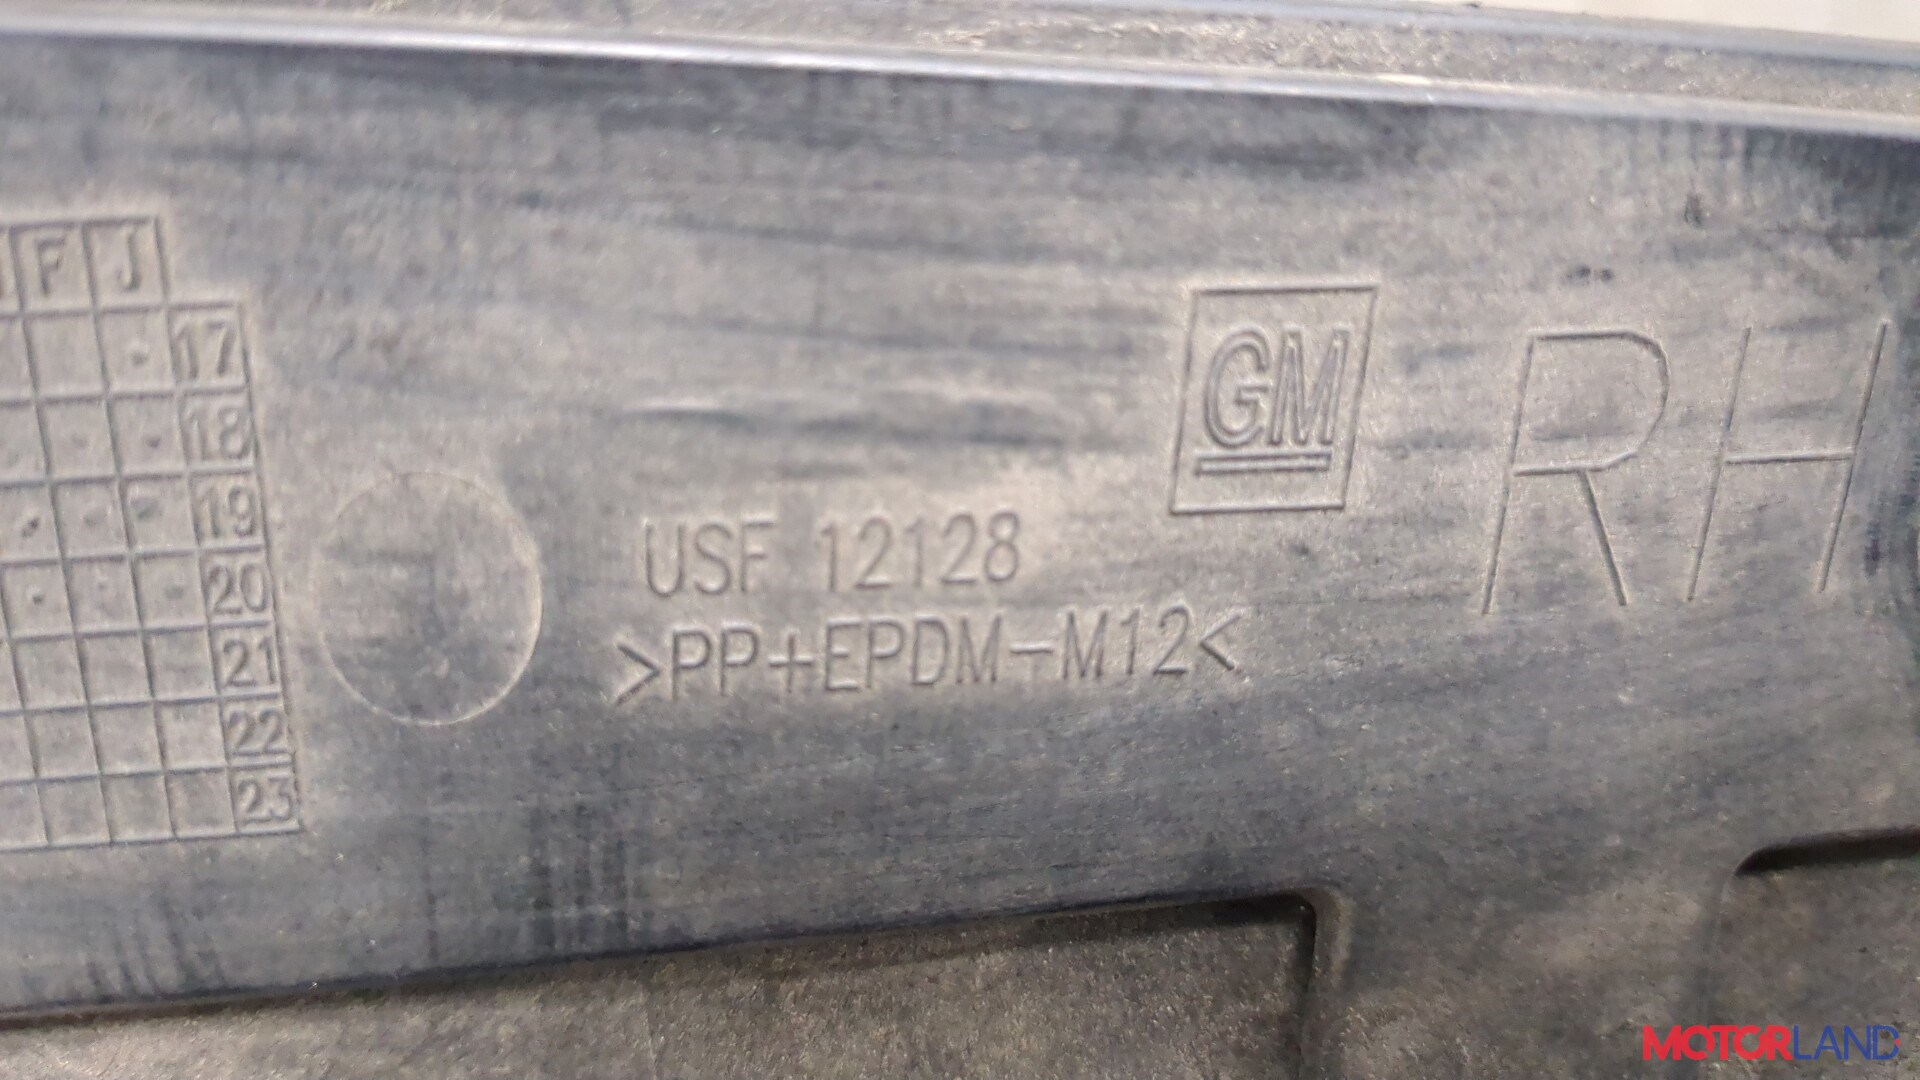 F J
17
18
19
20
21
22
23
GM
RH
USF 12128
>PP+EPDM-M12<
MOTORLAND